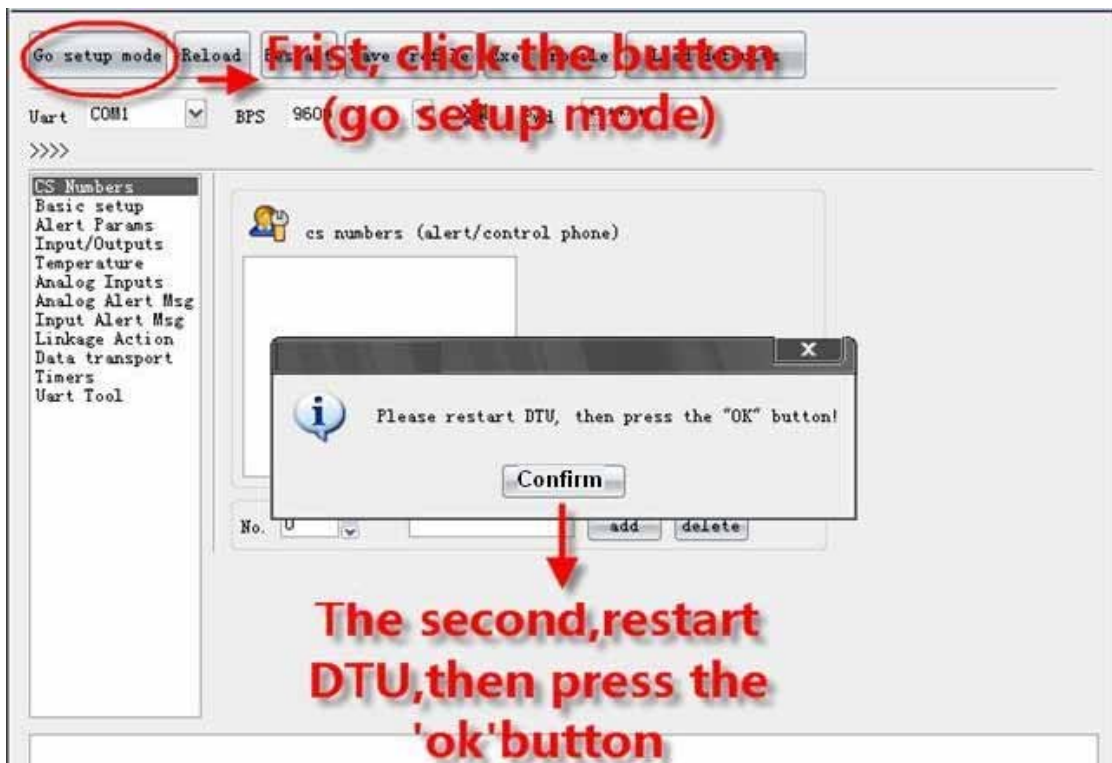 Go setup mode Reload
Frist, click the button
(go setup mode)
Uart COM1 BPS
>>>>
CS Numbers
Basic setup
Alert Params
Input/Outputs
Temperature
Analog Inputs
Analog Alert Msg
Input Alert Msg
Linkage Action
Data transport
Timers
Uart Tool
cs numbers (alert/control phone)
X
Please restart DTU, then press the "OK" button!
Confirm
No. 0 add delete
The second,restart
DTU,then press the
'ok'button